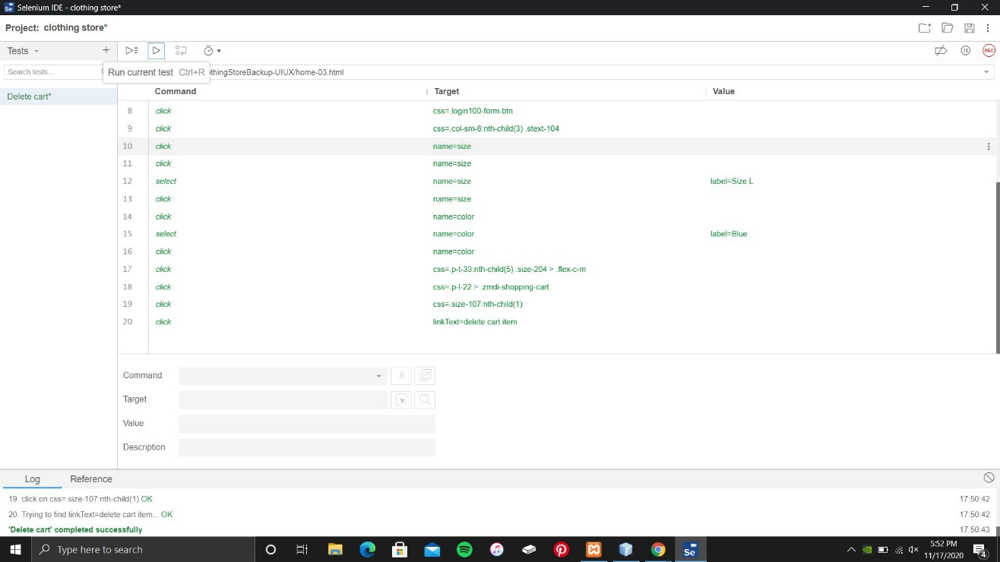 Se Selenium IDE - clothing store*
Project: clothing store*
Tests
Search tests...
Run current test Ctrl+R
othingStoreBackup-UIUX/home-03.html
REC
Command Target Value
Delete cart*
8 click css=.login100-form-btn
9 click css=.col-sm-6:nth-child(3) .stext-104
10 click name=size
11 click name=size
12 select name=size label=Size L
13 click name=size
14 click name=color
15 select name=color label=Blue
16 click name=color
17 click css=.p-t-33:nth-child(5) .size-204 > .flex-c-m
18 click css=.p-l-22 > .zmdi-shopping-cart
19 click css=.size-107:nth-child(1)
20 click linkText=delete cart item
Command //
Target
Value
Description
Log Reference
19. click on css=.size-107:nth-child(1) OK 17:50:42
20. Trying to find linkText=delete cart item... OK 17:50:42
'Delete cart' completed successfully 17:50:43
Type here to search
Se
5:52 PM
11/17/2020
4